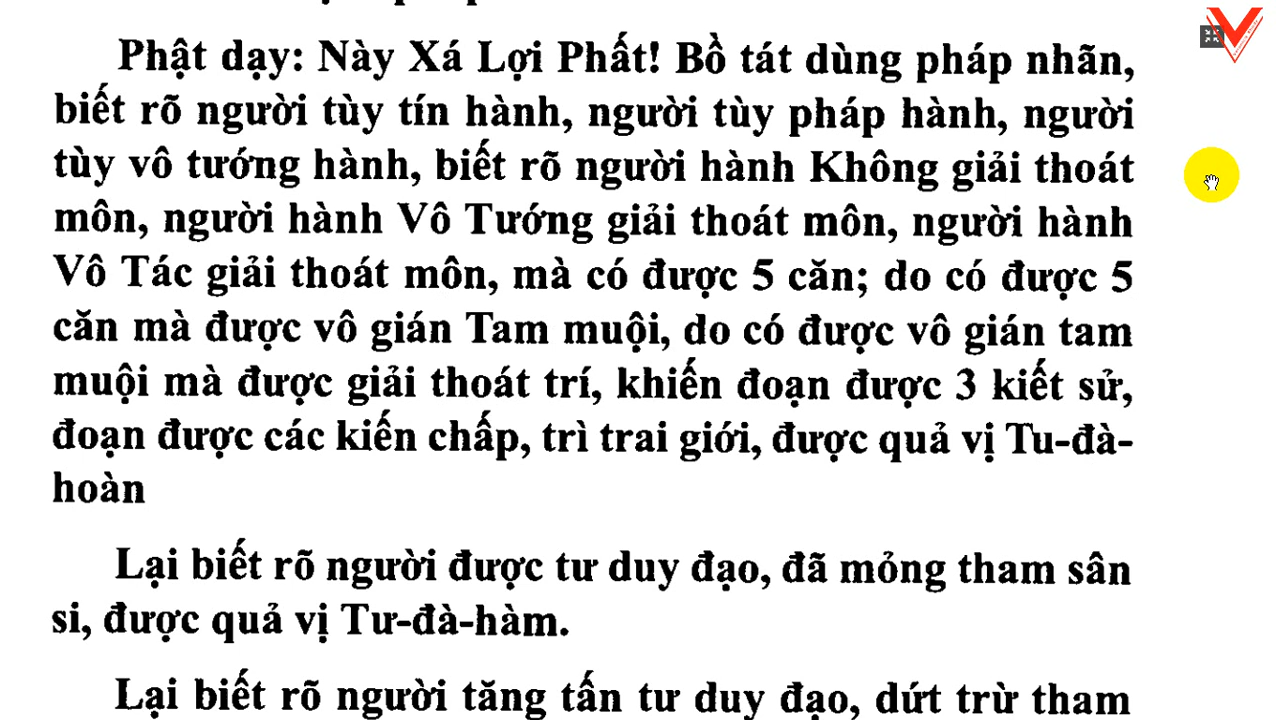 Phật dạy: Này Xá Lợi Phất! Bồ tát dùng pháp nhãn,
biết rõ người tùy tín hành, người tùy pháp hành, người
tùy vô tướng hành, biết rõ người hành Không giải thoát
môn, người hành Vô Tướng giải thoát môn, người hành
Vô Tác giải thoát môn, mà có được 5 căn; do có được 5
căn mà được vô gián Tam muội, do có được vô gián tam
muội mà được giải thoát trí, khiến đoạn được 3 kiết sử,
đoạn được các kiến chấp, trì trai giới, được quả vị Tu-đà-
hoàn
Lại biết rõ người được tư duy đạo, đã mỏng tham sân
si, được quả vị Tư-đà-hàm.
Lại biết rõ người tăng tấn tư duy đạo, dứt trừ tham